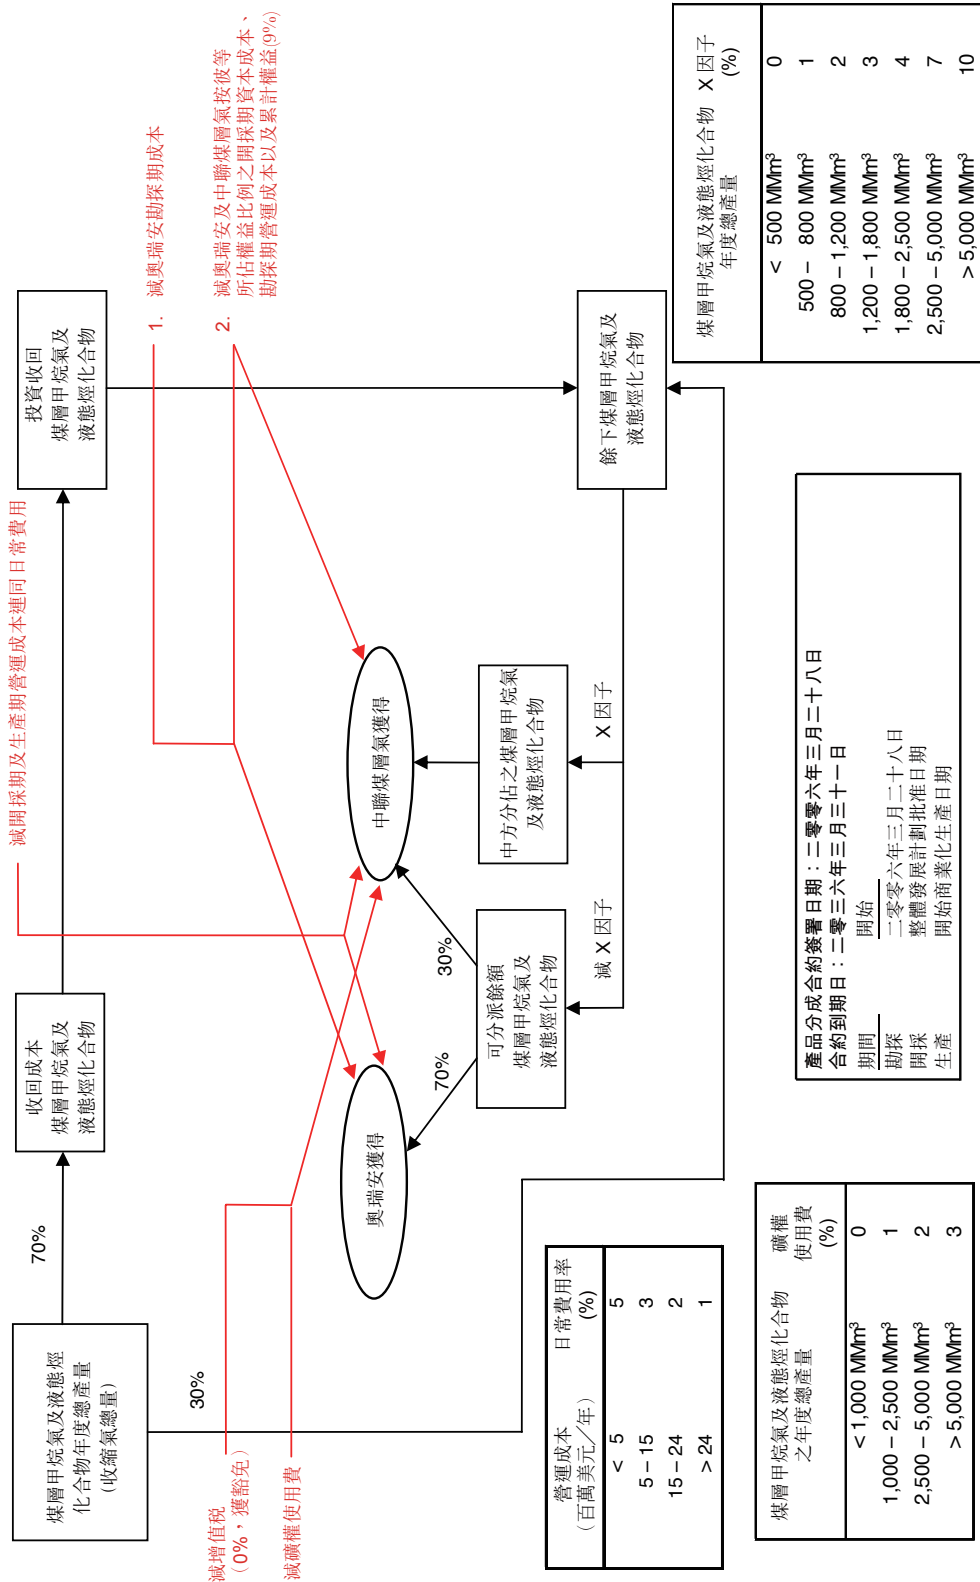 煤層甲烷氣及液態烴
化合物年度總產量
(收縮氣總量)
70%
30%
收回成本
煤層甲烷氣及
液態烴化合物
減開採期及生產期營運成本連同日常費用
投資收回
煤層甲烷氣及
液態烴化合物
1. 減奧瑞安勘探期成本
2. 減奧瑞安及中聯煤層氣按彼等
所佔權益比例之開採期資本成本、
勘探期營運成本以及累計權益(9%)
減增值税
(0%,獲豁免)
減礦權使用費
奧瑞安獲得
中聯煤層氣獲得
70%
30%
可分派餘額
煤層甲烷氣及
液態烴化合物
中方分佔之煤層甲烷氣
及液態烴化合物
餘下煤層甲烷氣及
液態烴化合物
減 X 因子
X 因子
營運成本
(百萬美元╱年)
日常費用率
(%)
< 5 5
5 – 15 3
15 – 24 2
> 24 1
煤層甲烷氣及液態烴化合物
之年度總產量
礦權
使用費
(%)
< 1,000 MMm³ 0
1,000 – 2,500 MMm³ 1
2,500 – 5,000 MMm³ 2
> 5,000 MMm³ 3
產品分成合約簽署日期:二零零六年三月二十八日
合約到期日:二零三六年三月三十一日
期間 開始
勘探 二零零六年三月二十八日
開採 整體發展計劃批准日期
生產 開始商業化生產日期
煤層甲烷氣及液態烴化合物
年度總產量
X 因子
(%)
< 500 MMm³ 0
500 – 800 MMm³ 1
800 – 1,200 MMm³ 2
1,200 – 1,800 MMm³ 3
1,800 – 2,500 MMm³ 4
2,500 – 5,000 MMm³ 7
> 5,000 MMm³ 10